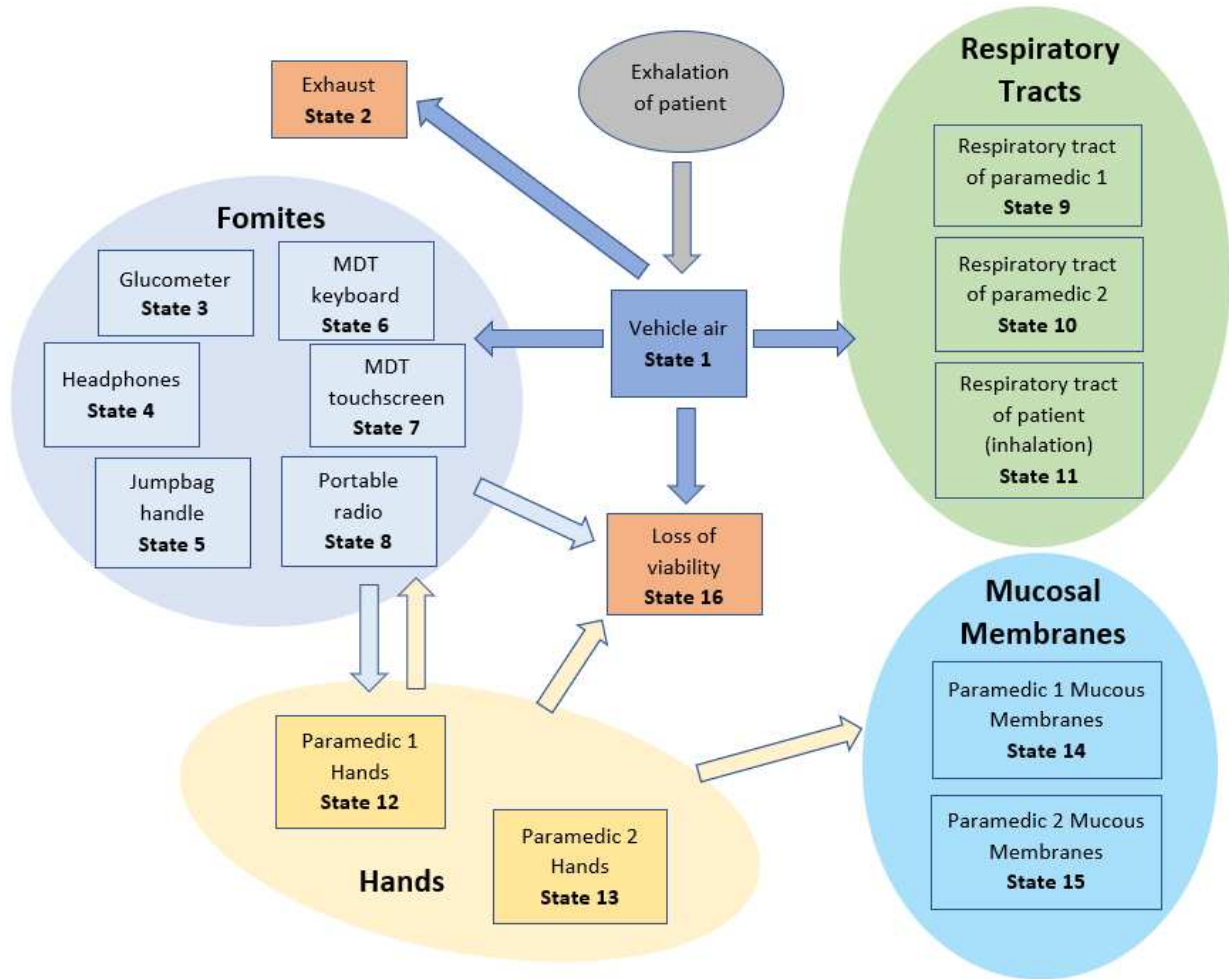 Exhaust
State 2
Exhalation
of patient
Respiratory
Tracts
Respiratory tract
of paramedic 1
State 9
Respiratory tract
of paramedic 2
State 10
Respiratory tract
of patient
(inhalation)
State 11
Fomites
Glucometer
State 3
MDT
keyboard
State 6
Headphones
State 4
MDT
touchscreen
State 7
Jumpbag
handle
State 5
Portable
radio
State 8
Vehicle air
State 1
Loss of
viability
State 16
Mucosal
Membranes
Paramedic 1 Mucous
Membranes
State 14
Paramedic 2 Mucous
Membranes
State 15
Paramedic 1
Hands
State 12
Paramedic 2
Hands
State 13
Hands